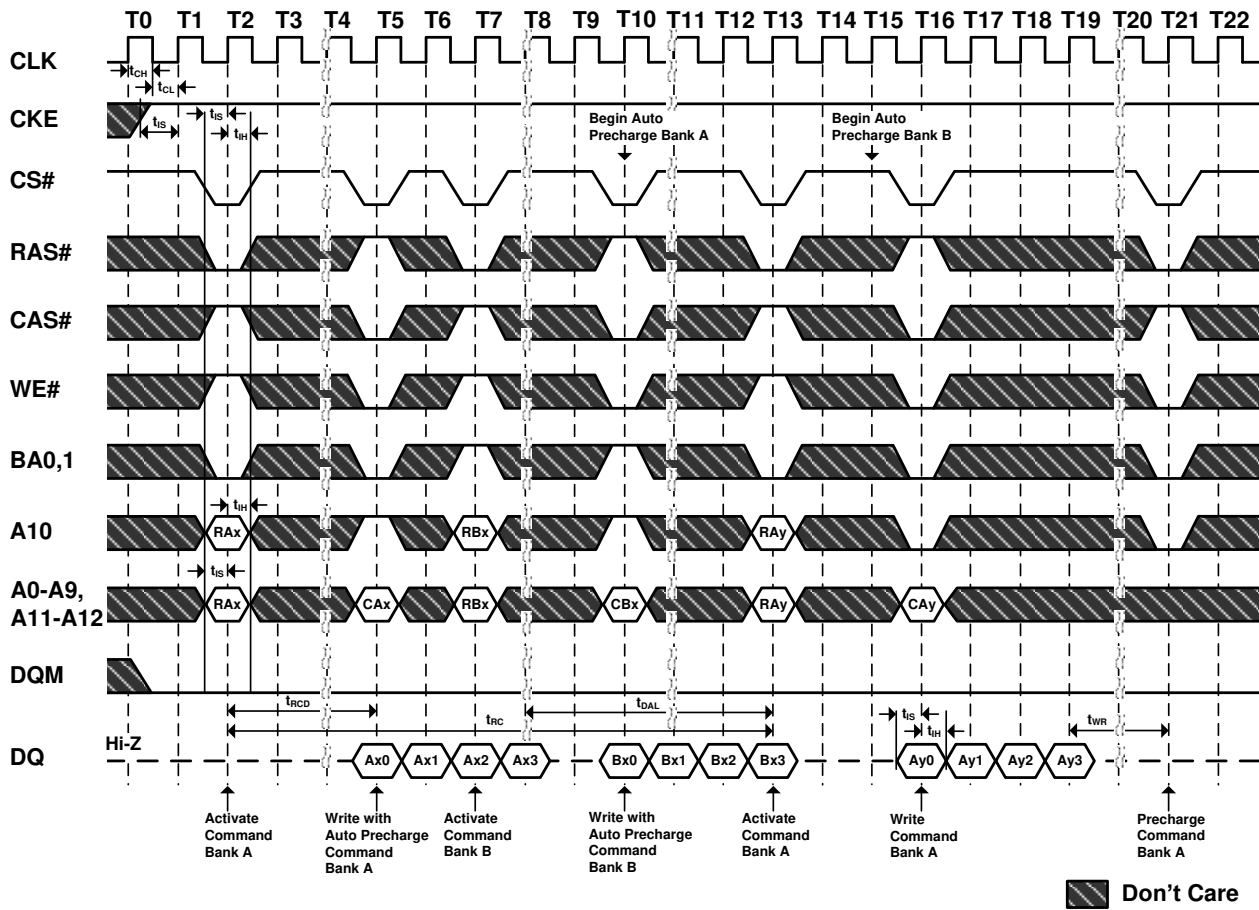 T0 T1 T2 T3 T4 T5 T6 T7 T8 T9 T10 T11 T12 T13 T14 T15 T16 T17 T18 T19 T20 T21 T22
CLK
tCH
tCL
CKE
tIS
tIS
tIH
Begin Auto
Precharge Bank A
Begin Auto
Precharge Bank B
CS#
RAS#
CAS#
WE#
BA0,1
tIH
A10
RAx
RBx
RAy
tIS
A0-A9,
A11-A12
RAx
CAx
RBx
CBx
RAy
CAy
DQM
tRCD
tDAL
tRC
tIS
tIH
tWR
Hi-Z
DQ
Ax0
Ax1
Ax2
Ax3
Bx0
Bx1
Bx2
Bx3
Ay0
Ay1
Ay2
Ay3
Activate
Command
Bank A
Write with
Auto Precharge
Command
Bank A
Activate
Command
Bank B
Write with
Auto Precharge
Command
Bank B
Activate
Command
Bank A
Write
Command
Bank A
Precharge
Command
Bank A
Don't Care